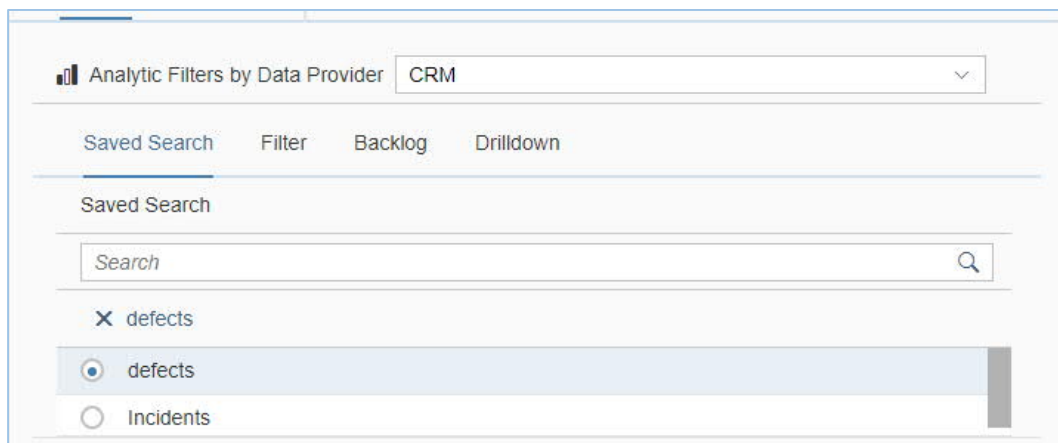 Analytic Filters by Data Provider CRM
Saved Search Filter Backlog Drilldown
Saved Search
Search
defects
defects
Incidents